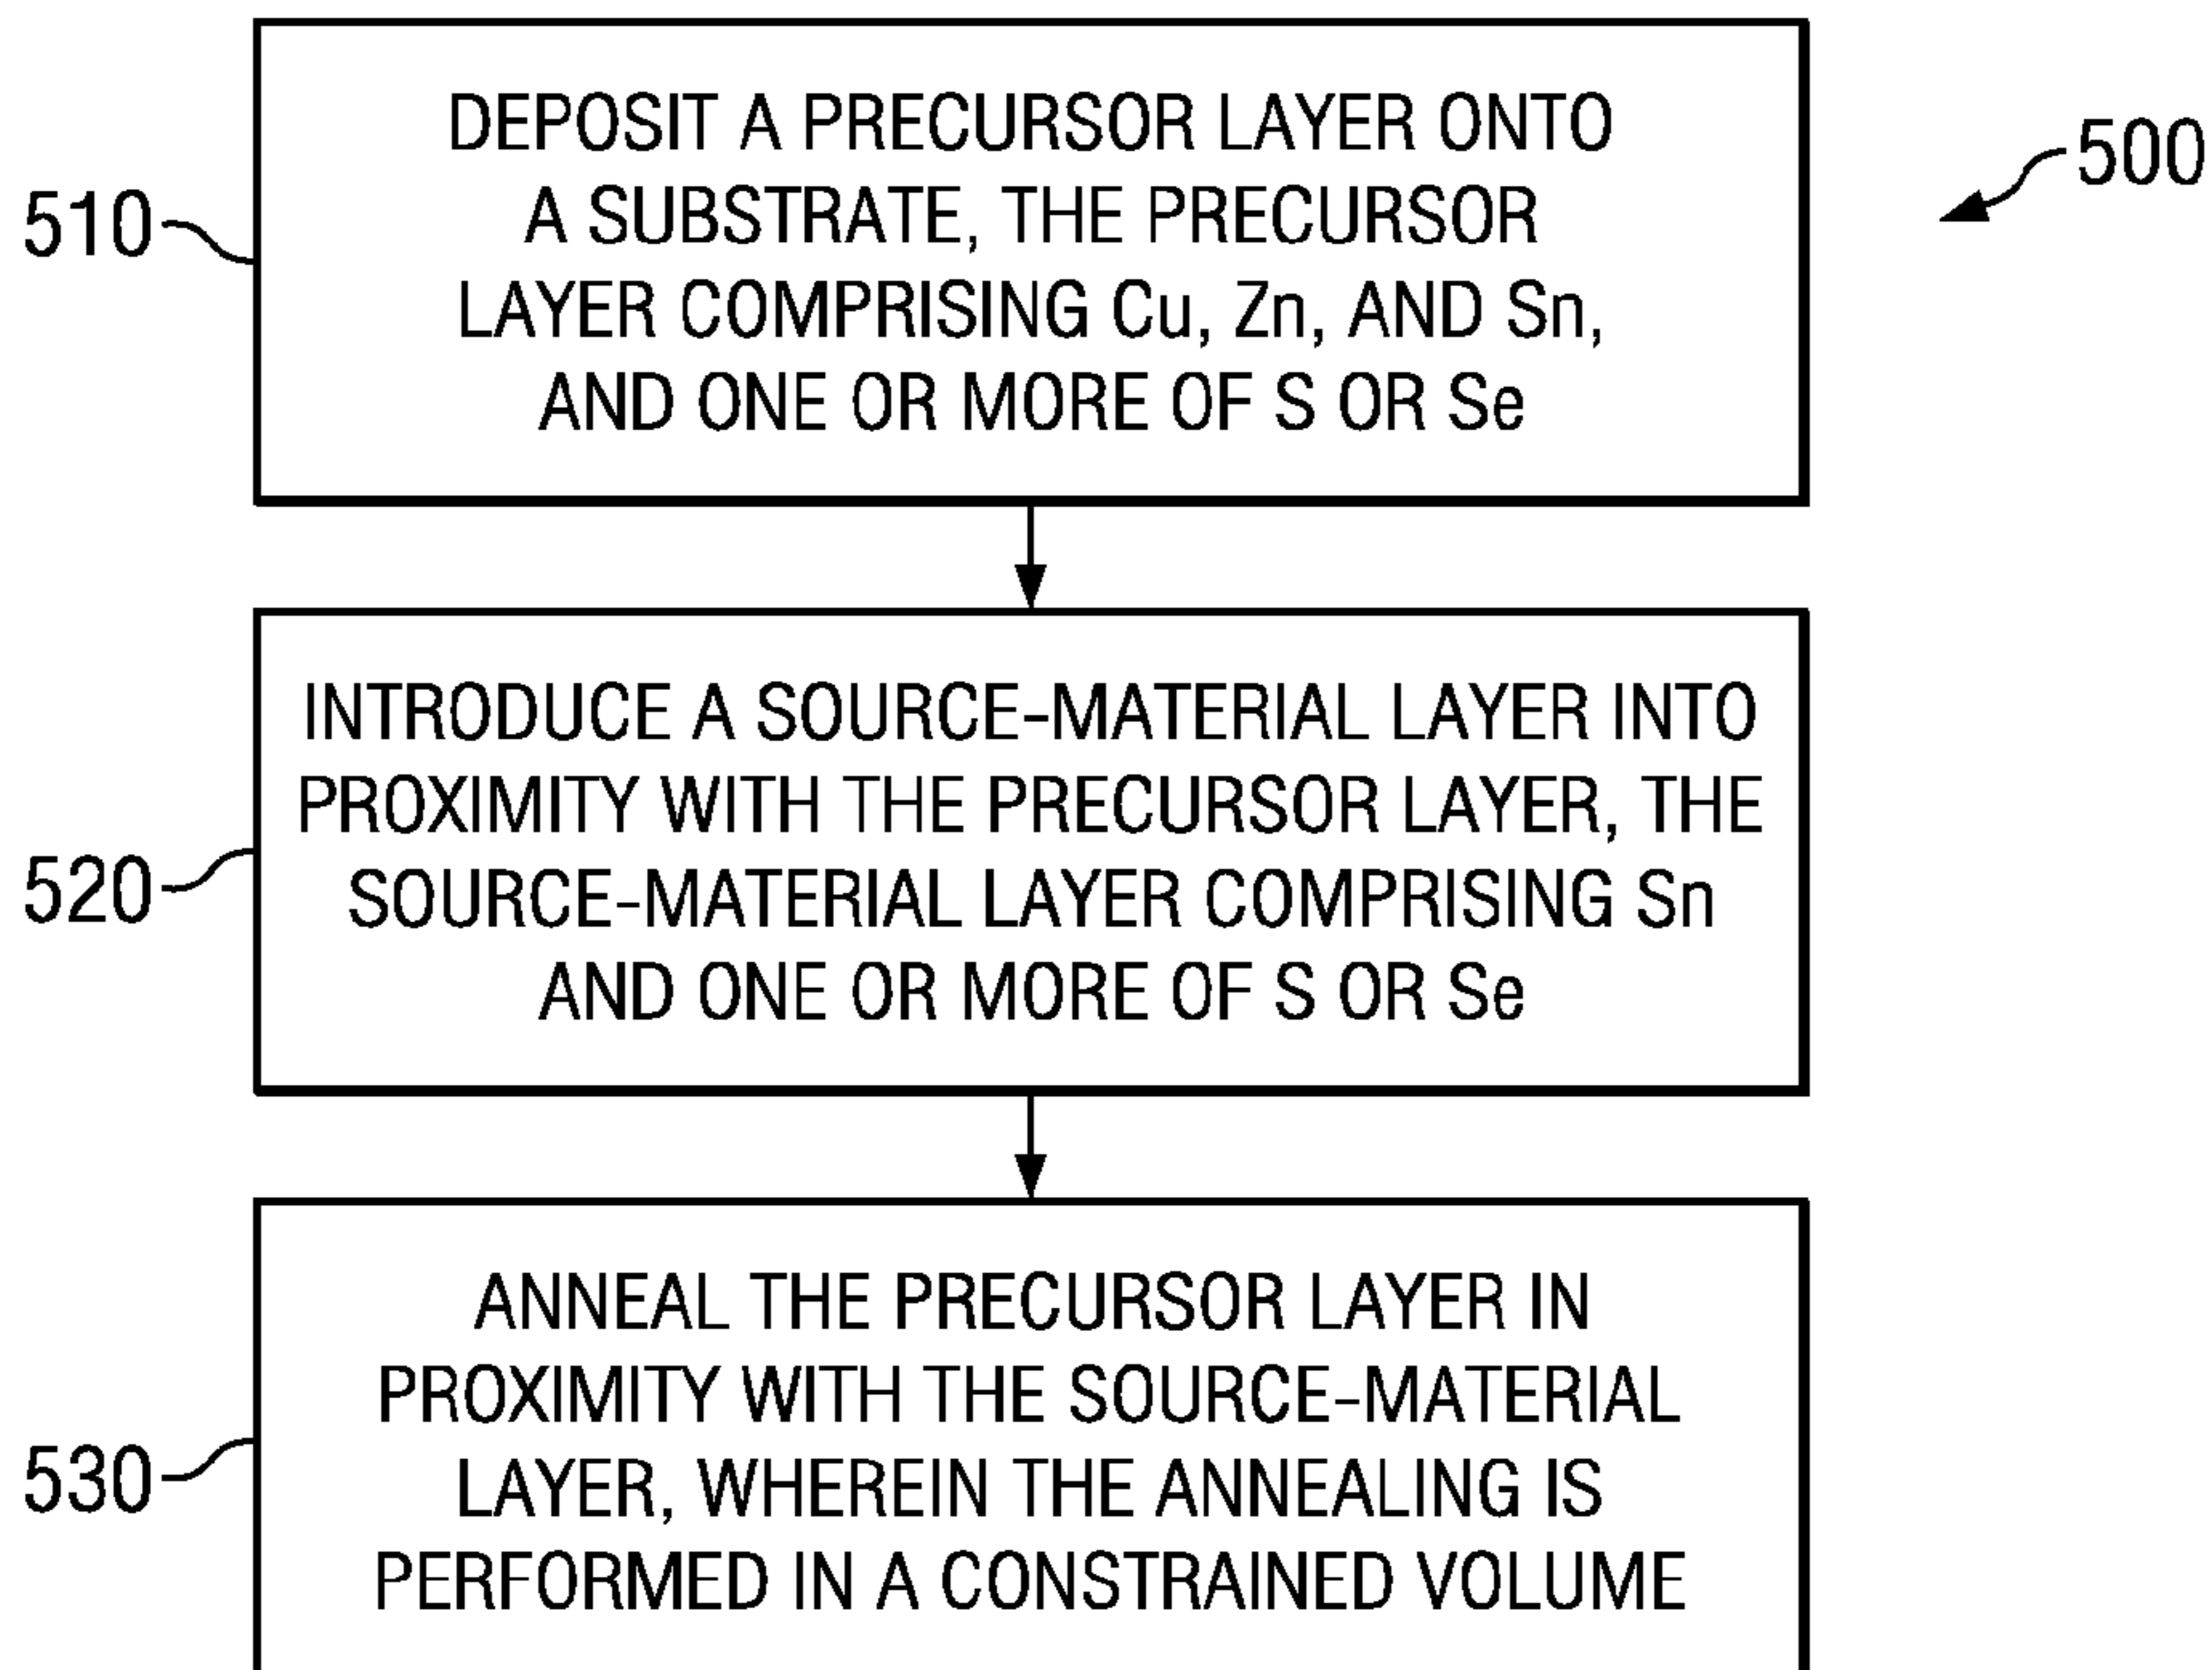 500
510
DEPOSIT A PRECURSOR LAYER ONTO
A SUBSTRATE, THE PRECURSOR
LAYER COMPRISING Cu, Zn, AND Sn,
AND ONE OR MORE OF S OR Se
520
INTRODUCE A SOURCE-MATERIAL LAYER INTO
PROXIMITY WITH THE PRECURSOR LAYER, THE
SOURCE-MATERIAL LAYER COMPRISING Sn
AND ONE OR MORE OF S OR Se
530
ANNEAL THE PRECURSOR LAYER IN
PROXIMITY WITH THE SOURCE-MATERIAL
LAYER, WHEREIN THE ANNEALING IS
PERFORMED IN A CONSTRAINED VOLUME